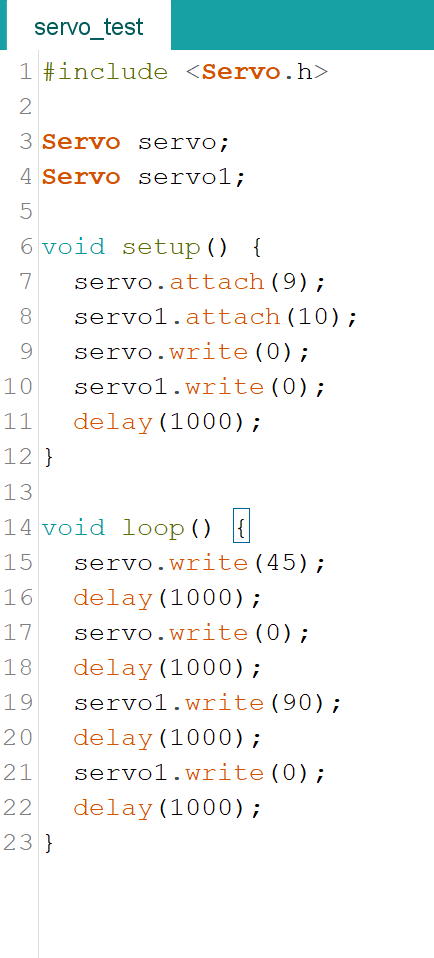 servo_test
1 #include <Servo.h>
2
3 Servo servo;
4 Servo servo1;
5
6 void setup() {
7   servo.attach(9);
8   servo1.attach(10);
9   servo.write(0);
10   servo1.write(0);
11   delay(1000);
12 }
13
14 void loop() {
15   servo.write(45);
16   delay(1000);
17   servo.write(0);
18   delay(1000);
19   servo1.write(90);
20   delay(1000);
21   servo1.write(0);
22   delay(1000);
23 }